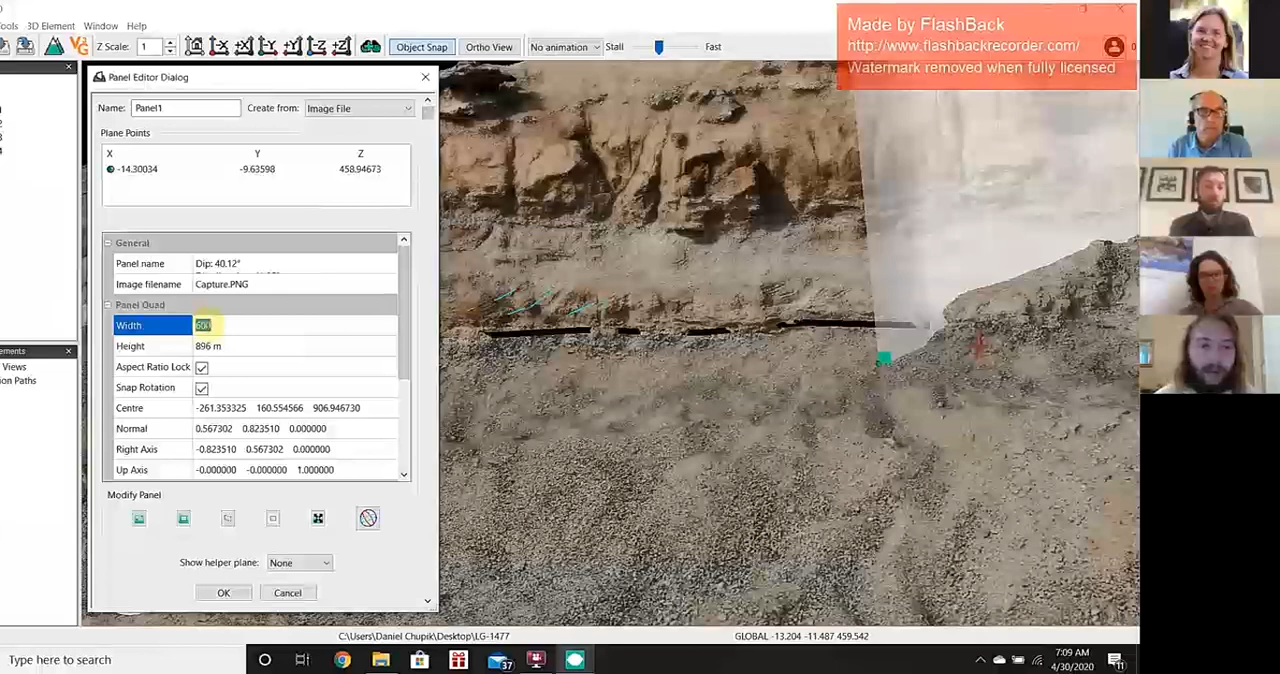 Tools 3D Element Window Help
Z Scale: 1 Object Snap Ortho View No animation Stall Fast
Made by FlashBack
http://www.flashbackrecorder.com/
Watermark removed when fully licensed
Panel Editor Dialog
Name: Panel1 Create from: Image File
Plane Points
X Y Z
-14.30034 -9.63598 458.94673
General
Panel name Dip: 40.12°
Image filename Capture.PNG
Panel Quad
Width 600
Height 896 m
Aspect Ratio Lock
Snap Rotation
Centre -261.353325 160.554566 906.946730
Normal 0.567302 0.823510 0.000000
Right Axis -0.823510 0.567302 0.000000
Up Axis -0.000000 -0.000000 1.000000
Modify Panel
Show helper plane: None
OK Cancel
ements
Views
ion Paths
C:\Users\Daniel Chupik\Desktop\LG-1477 GLOBAL -13.204 -11.487 459.542
Type here to search
37
7:09 AM
4/30/2020
11